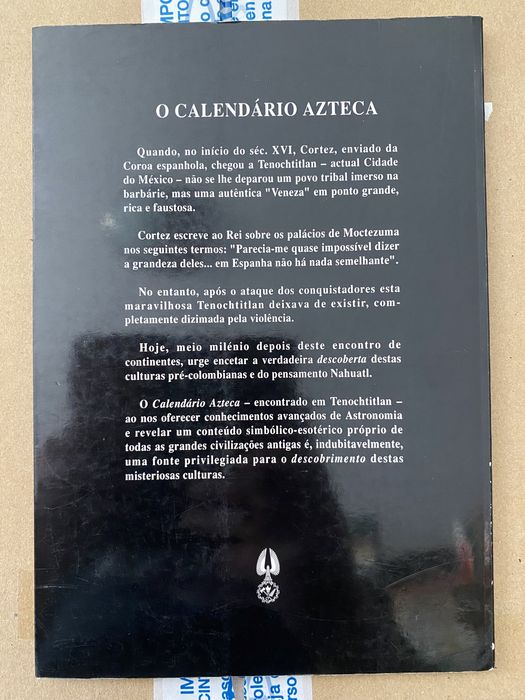 O CALENDÁRIO AZTECA
Quando, no início do séc. XVI, Cortez, enviado da
Coroa espanhola, chegou a Tenochtitlan – actual Cidade
do México – não se lhe deparou um povo tribal imerso na
barbárie, mas uma autêntica "Veneza" em ponto grande,
rica e faustosa.
Cortez escreve ao Rei sobre os palácios de Moctezuma
nos seguintes termos: "Parecia-me quase impossível dizer
a grandeza deles... em Espanha não há nada semelhante".
No entanto, após o ataque dos conquistadores esta
maravilhosa Tenochtitlan deixava de existir, com-
pletamente dizimada pela violência.
Hoje, meio milénio depois deste encontro de
continentes, urge encetar a verdadeira descoberta destas
culturas pré-colombianas e do pensamento Nahuatl.
O Calendário Azteca – encontrado em Tenochtitlan –
ao nos oferecer conhecimentos avançados de Astronomia
e revelar um conteúdo simbólico-esotérico próprio de
todas as grandes civilizações antigas é, indubitavelmente,
uma fonte privilegiada para o descobrimento destas
misteriosas culturas.